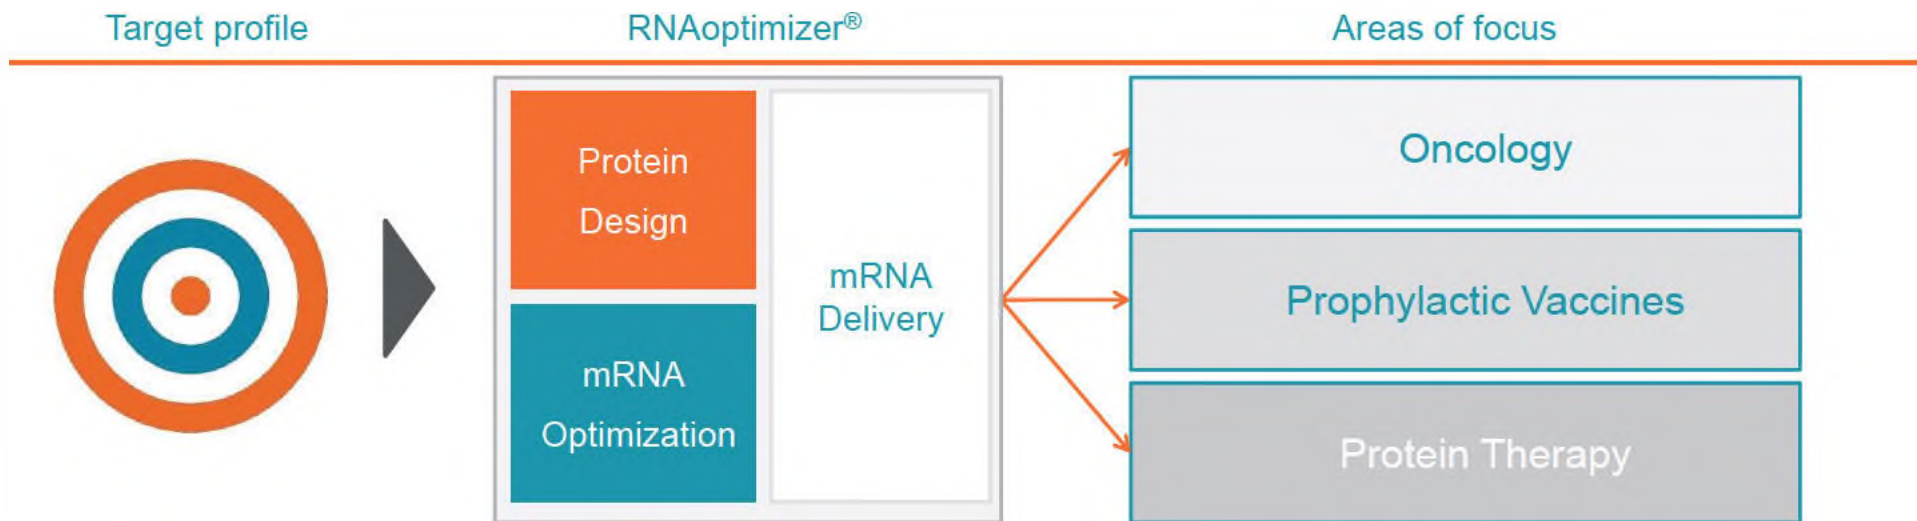 Target profile
RNAoptimizer®
Areas of focus
Protein
Design
mRNA
Optimization
mRNA
Delivery
Oncology
Prophylactic Vaccines
Protein Therapy